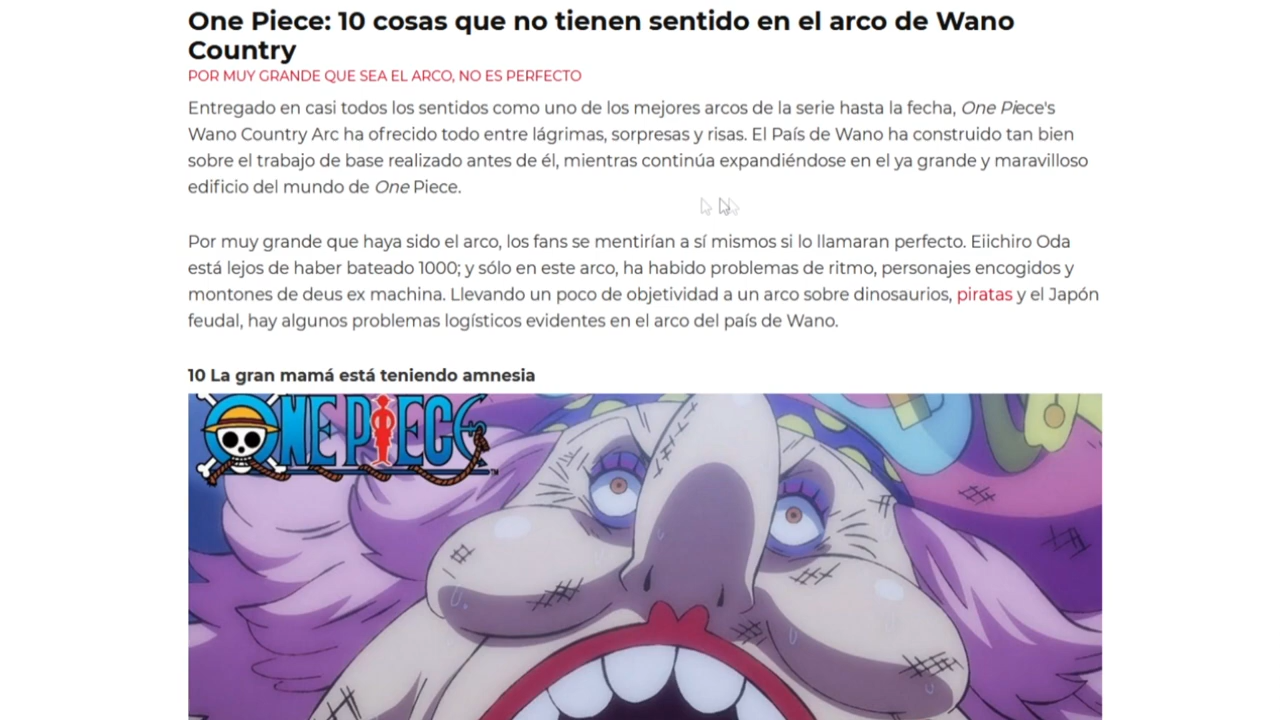 One Piece: 10 cosas que no tienen sentido en el arco de Wano
Country
POR MUY GRANDE QUE SEA EL ARCO, NO ES PERFECTO
Entregado en casi todos los sentidos como uno de los mejores arcos de la serie hasta la fecha, One Piece's
Wano Country Arc ha ofrecido todo entre lágrimas, sorpresas y risas. El País de Wano ha construido tan bien
sobre el trabajo de base realizado antes de él, mientras continúa expandiéndose en el ya grande y maravilloso
edificio del mundo de One Piece.
Por muy grande que haya sido el arco, los fans se mentirían a sí mismos si lo llamaran perfecto. Eiichiro Oda
está lejos de haber bateado 1000; y sólo en este arco, ha habido problemas de ritmo, personajes encogidos y
montones de deus ex machina. Llevando un poco de objetividad a un arco sobre dinosaurios, piratas y el Japón
feudal, hay algunos problemas logísticos evidentes en el arco del país de Wano.
10 La gran mamá está teniendo amnesia
ONE PIECE